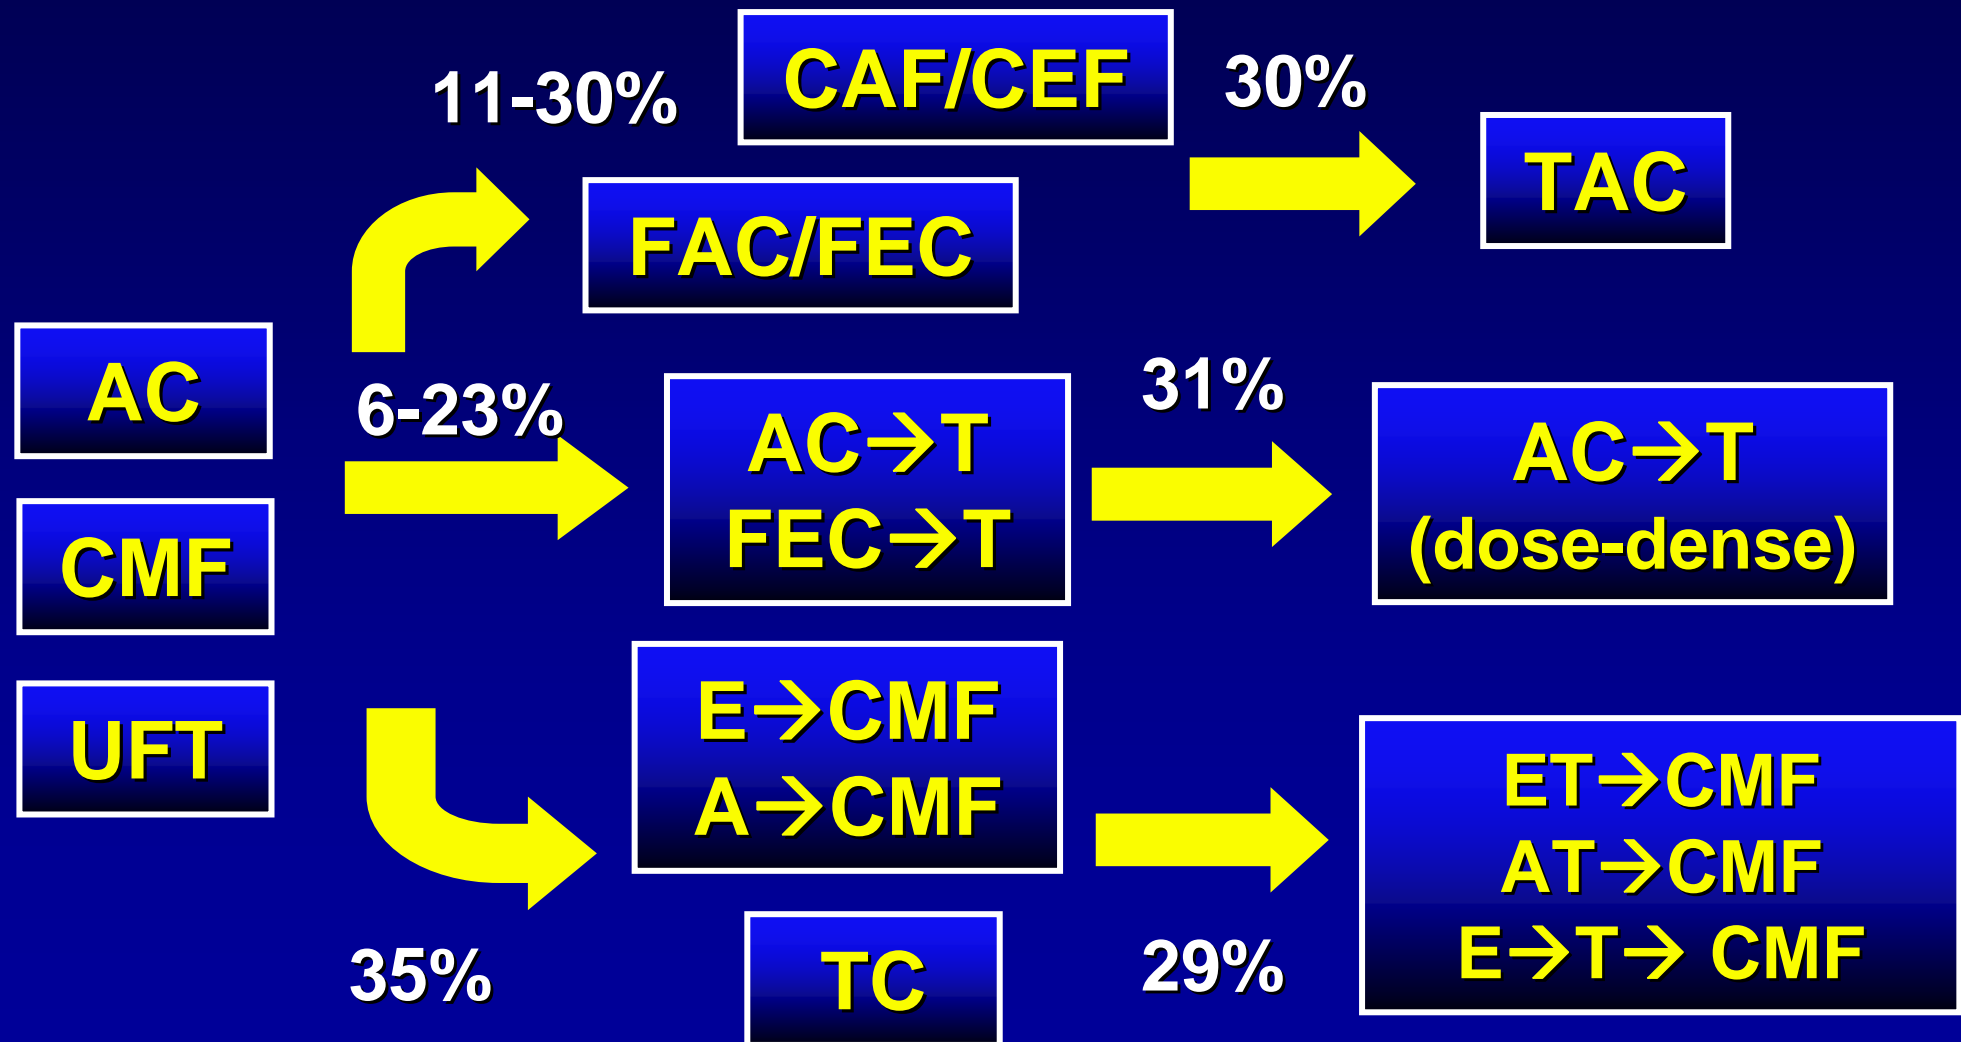 CAF/CEF
11-30%
30%
TAC
FAC/FEC
AC
6-23%
AC→T
FEC→T
31%
AC→T
(dose-dense)
CMF
UFT
E→CMF
A→CMF
ET→CMF
AT→CMF
E→T→ CMF
35%
TC
29%